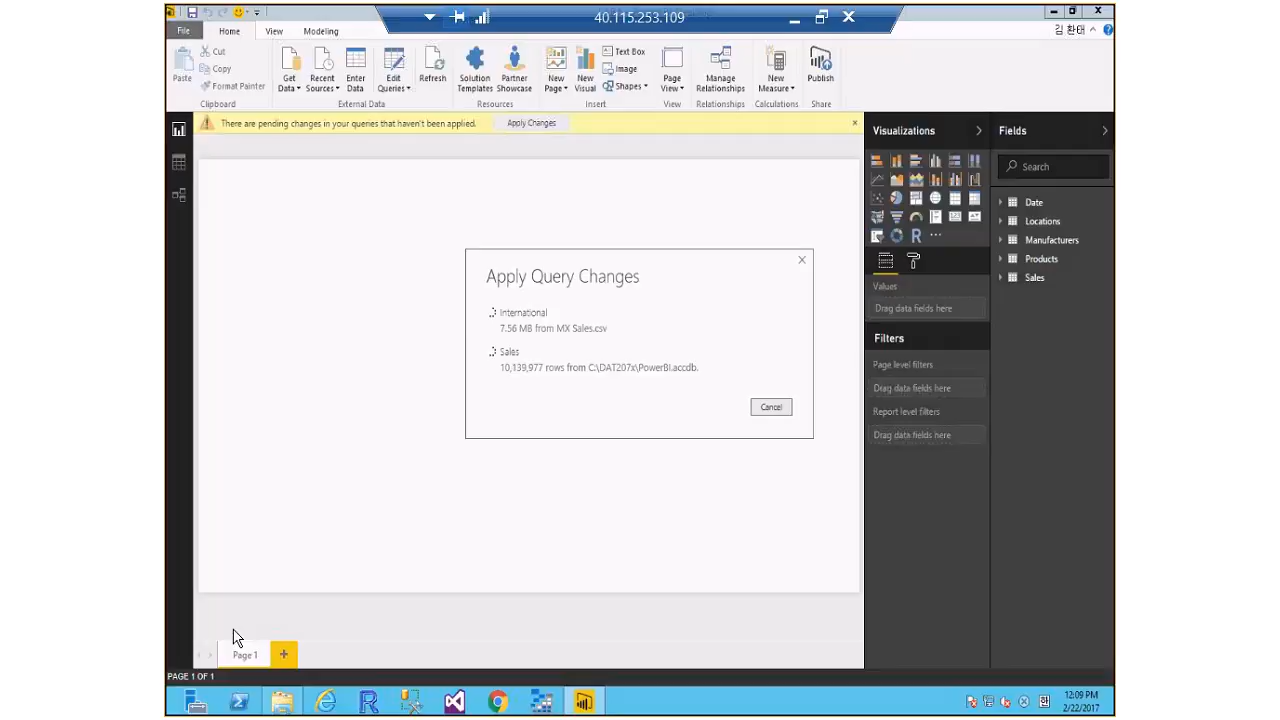 40.115.253.109
File Home View Modeling
김 환태
Cut
Copy
Format Painter
Paste
Get Data
Recent Sources
Enter Data
Edit Queries
Refresh
Solution Templates
Partner Showcase
New Page
New Visual
Text Box
Image
Shapes
Page View
Manage Relationships
New Measure
Publish
Clipboard External Data Resources Insert View Relationships Calculations Share
There are pending changes in your queries that haven't been applied. Apply Changes
Visualizations
Fields
Search
Date
Locations
Manufacturers
Products
Sales
R
Values
Drag data fields here
Filters
Page level filters
Drag data fields here
Report level filters
Drag data fields here
Apply Query Changes
International
7.56 MB from MX Sales.csv
Sales
10,139,977 rows from C:\DAT207x\PowerBI.accdb.
Cancel
Page 1
PAGE 1 OF 1
12:09 PM
2/22/2017